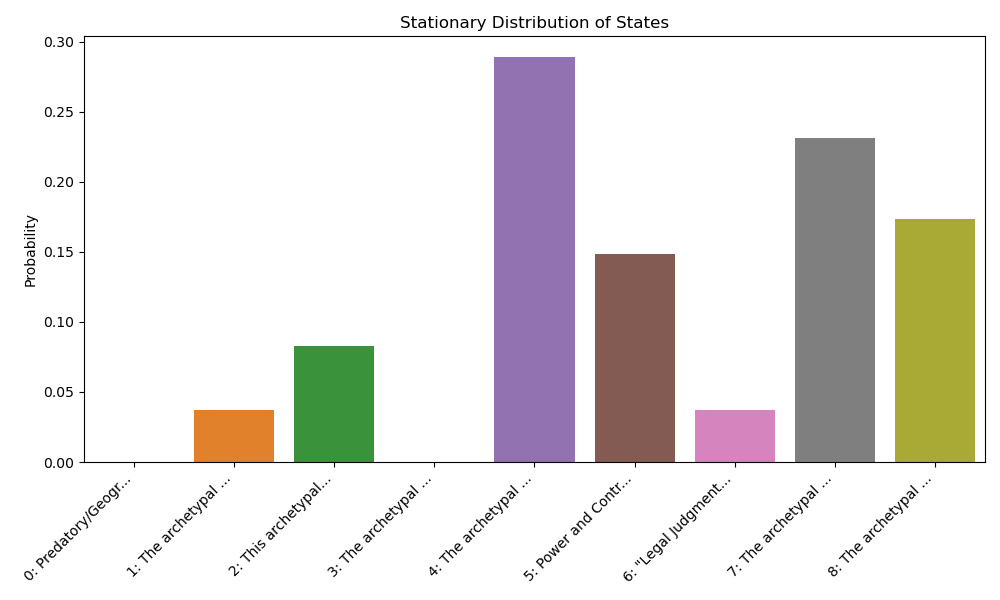 Stationary Distribution of States
Probability
0.30
0.25
0.20
0.15
0.10
0.05
0.00
0: Predatory/Geogr...
1: The archetypal ...
2: This archetypal...
3: The archetypal ...
4: The archetypal ...
5: Power and Contr...
6: "Legal Judgment...
7: The archetypal ...
8: The archetypal ...